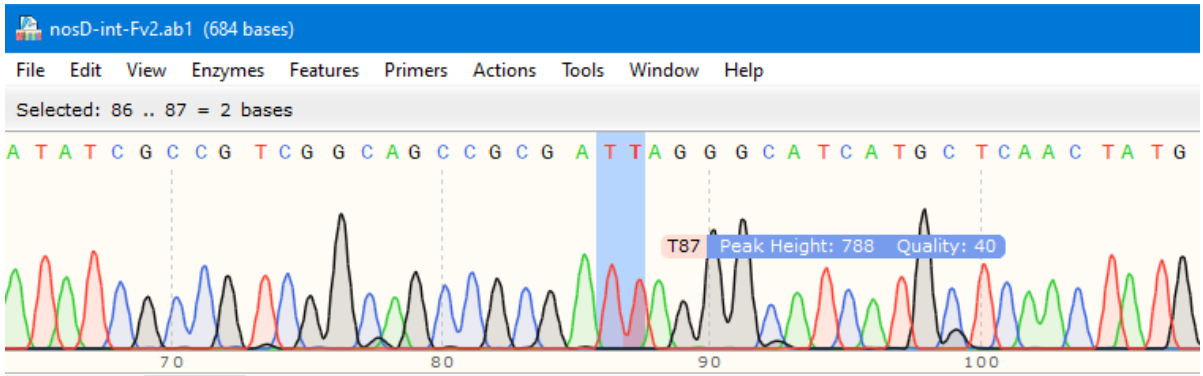 nosD-int-Fv2.ab1 (684 bases)
File Edit View Enzymes Features Primers Actions Tools Window Help
Selected: 86 .. 87 = 2 bases
A T A T C G C C G T C G G C A G C C G C G A T T A G G G C A T C A T G C T C A A C T A T G
T87 Peak Height: 788 Quality: 40
70 80 90 100